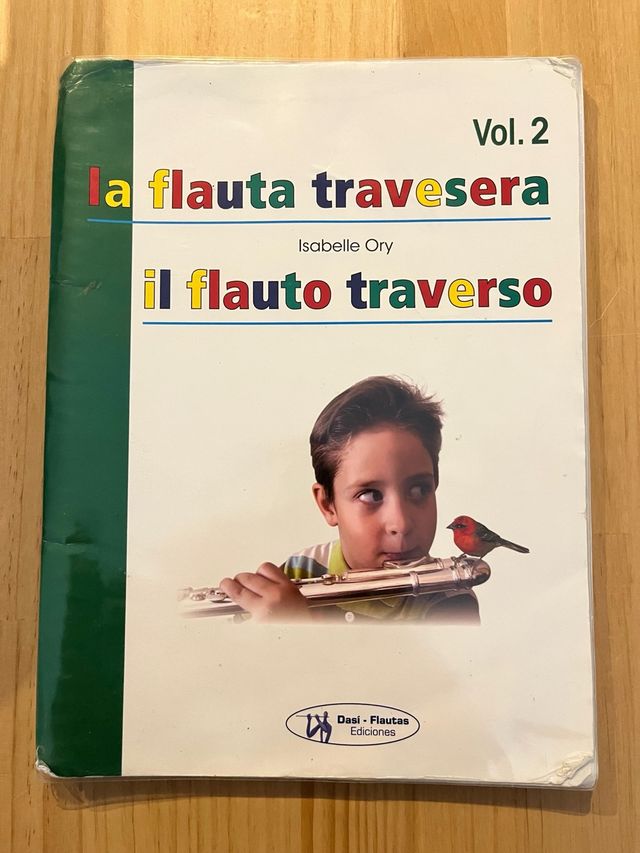 Vol. 2
la flauta travesera
Isabelle Ory
il flauto traverso
Dasí - Flautas
Ediciones